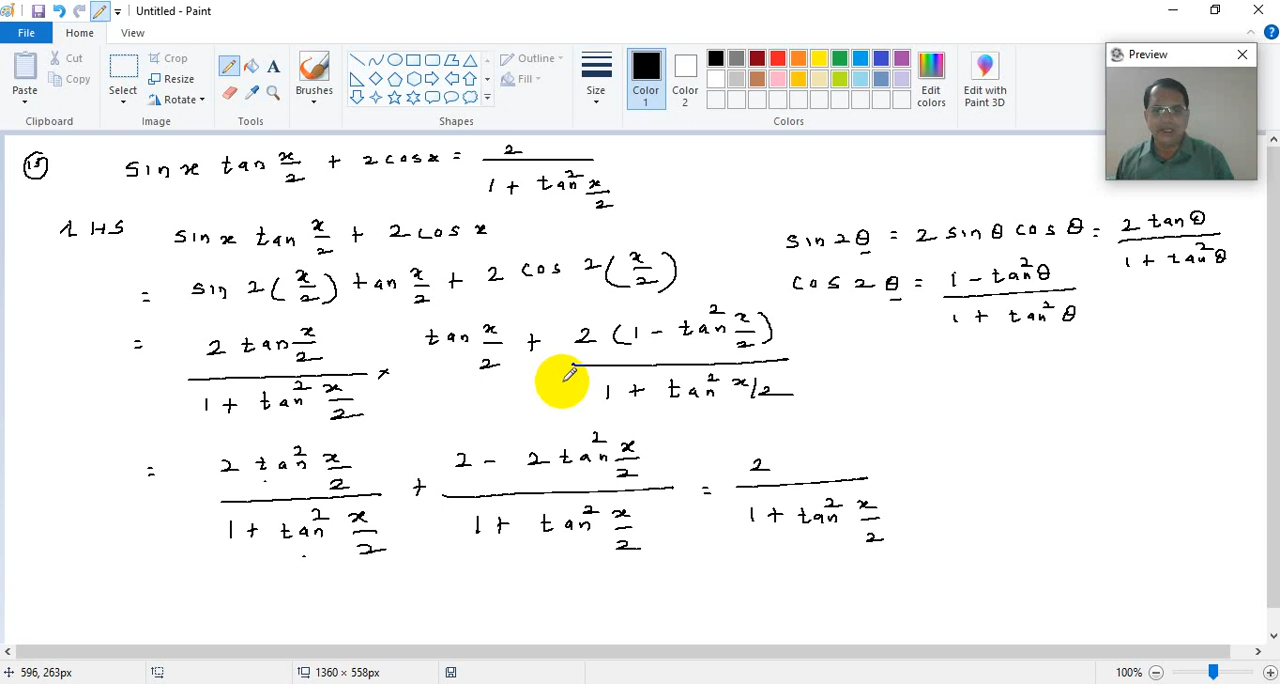 Untitled - Paint
File Home View
Preview
Paste
Cut
Copy
Clipboard
Select
Crop
Resize
Rotate
Image
A
Tools
Brushes
Outline
Fill
Shapes
Size
Color 1
Color 2
Edit colors
Edit with Paint 3D
Colors
(15) sin x tan x/2 + 2 cos x = 2 / (1 + tan² x/2)
LHS sin x tan x/2 + 2 cos x
= sin 2(x/2) tan x/2 + 2 cos 2(x/2)
= (2 tan x/2) / (1 + tan² x/2) × tan x/2 + 2(1 - tan² x/2) / (1 + tan² x/2)
= (2 tan² x/2) / (1 + tan² x/2) + (2 - 2 tan² x/2) / (1 + tan² x/2) = 2 / (1 + tan² x/2)
sin 2θ = 2 sin θ cos θ = 2 tan θ / (1 + tan² θ)
cos 2θ = (1 - tan² θ) / (1 + tan² θ)
596, 263px
1360 × 558px
100%